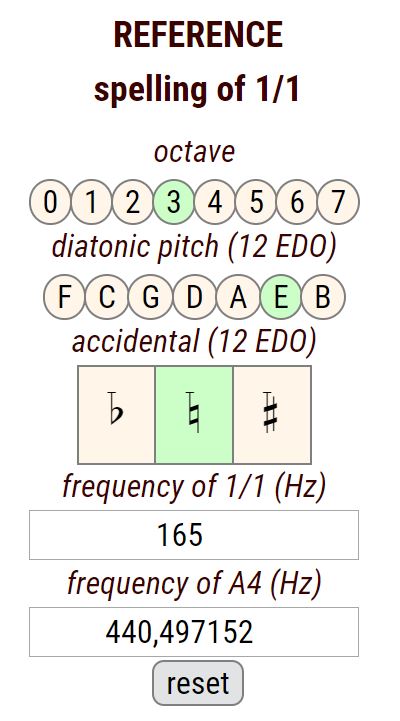 REFERENCE
spelling of 1/1
octave
0 1 2 3 4 5 6 7
diatonic pitch (12 EDO)
F C G D A E B
accidental (12 EDO)
♭ ♮ ♯
frequency of 1/1 (Hz)
165
frequency of A4 (Hz)
440,497152
reset